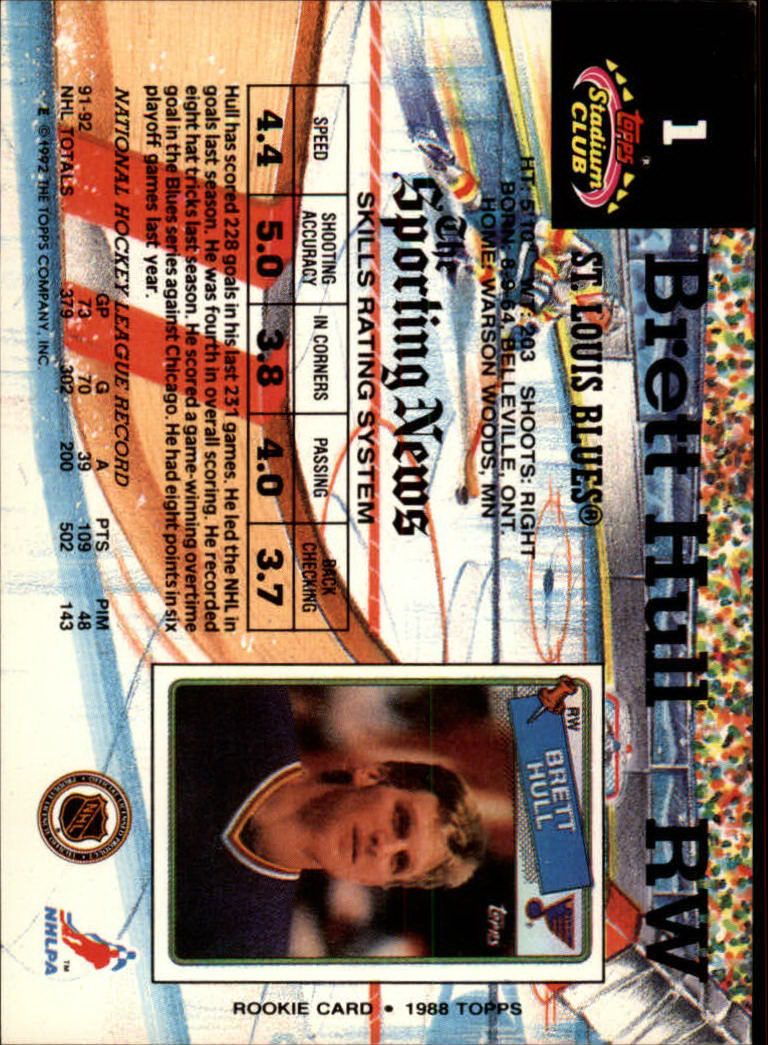 1
Topps®
Stadium
CLUB
Brett Hull RW
ST. LOUIS BLUES®
HT: 5'10" WT: 203 SHOOTS: RIGHT
BORN: 8-9-64, BELLEVILLE, ONT.
HOME: WARSON WOODS, MN
The
Sporting News
SKILLS RATING SYSTEM
SPEED SHOOTING ACCURACY IN CORNERS PASSING BACK CHECKING
4.4 5.0 3.8 4.0 3.7
Hull has scored 228 goals in his last 231 games. He led the NHL in
goals last season. He was fourth in overall scoring. He recorded
eight hat tricks last season. He scored a game-winning overtime
goal in the Blues series against Chicago. He had eight points in six
playoff games last year.
NATIONAL HOCKEY LEAGUE RECORD
GP G A PTS PIM
91-92 73 70 39 109 48
NHL TOTALS 379 302 200 502 143
E ©1992 THE TOPPS COMPANY, INC.
RW
BRETT
HULL
topps
ROOKIE CARD • 1988 TOPPS
NHL
NHLPA™